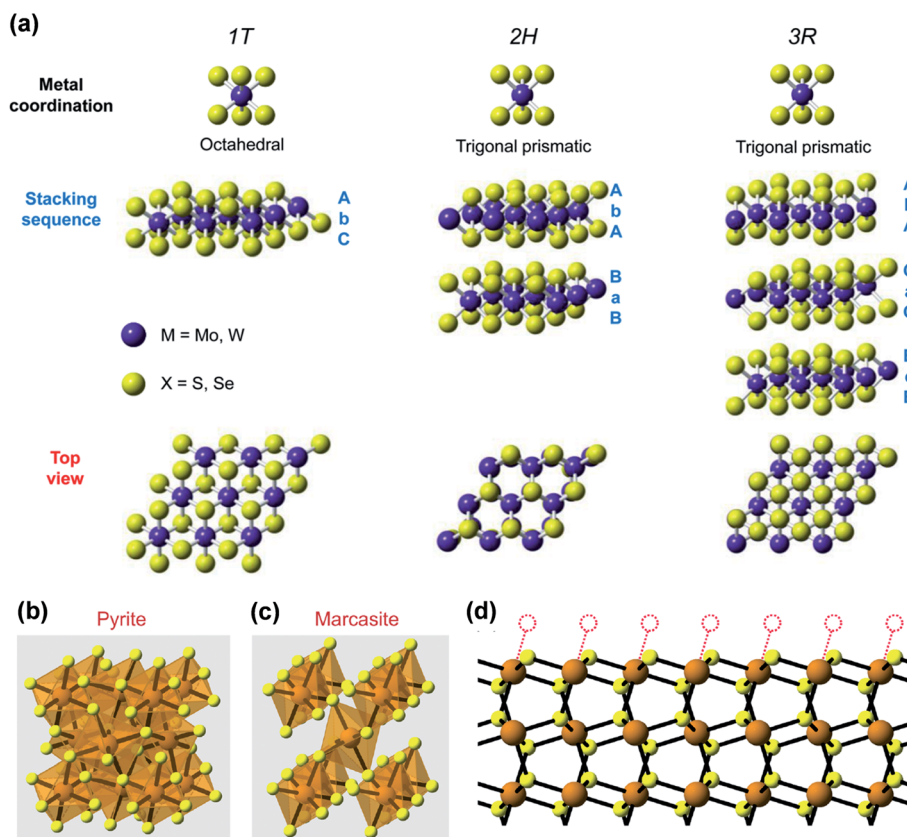 (a)
1T 2H 3R
Metal
coordination
Octahedral Trigonal prismatic Trigonal prismatic
Stacking
sequence
A
b
C
A
b
A
B
a
B
M = Mo, W
X = S, Se
Top
view
(b) Pyrite
(c) Marcasite
(d)